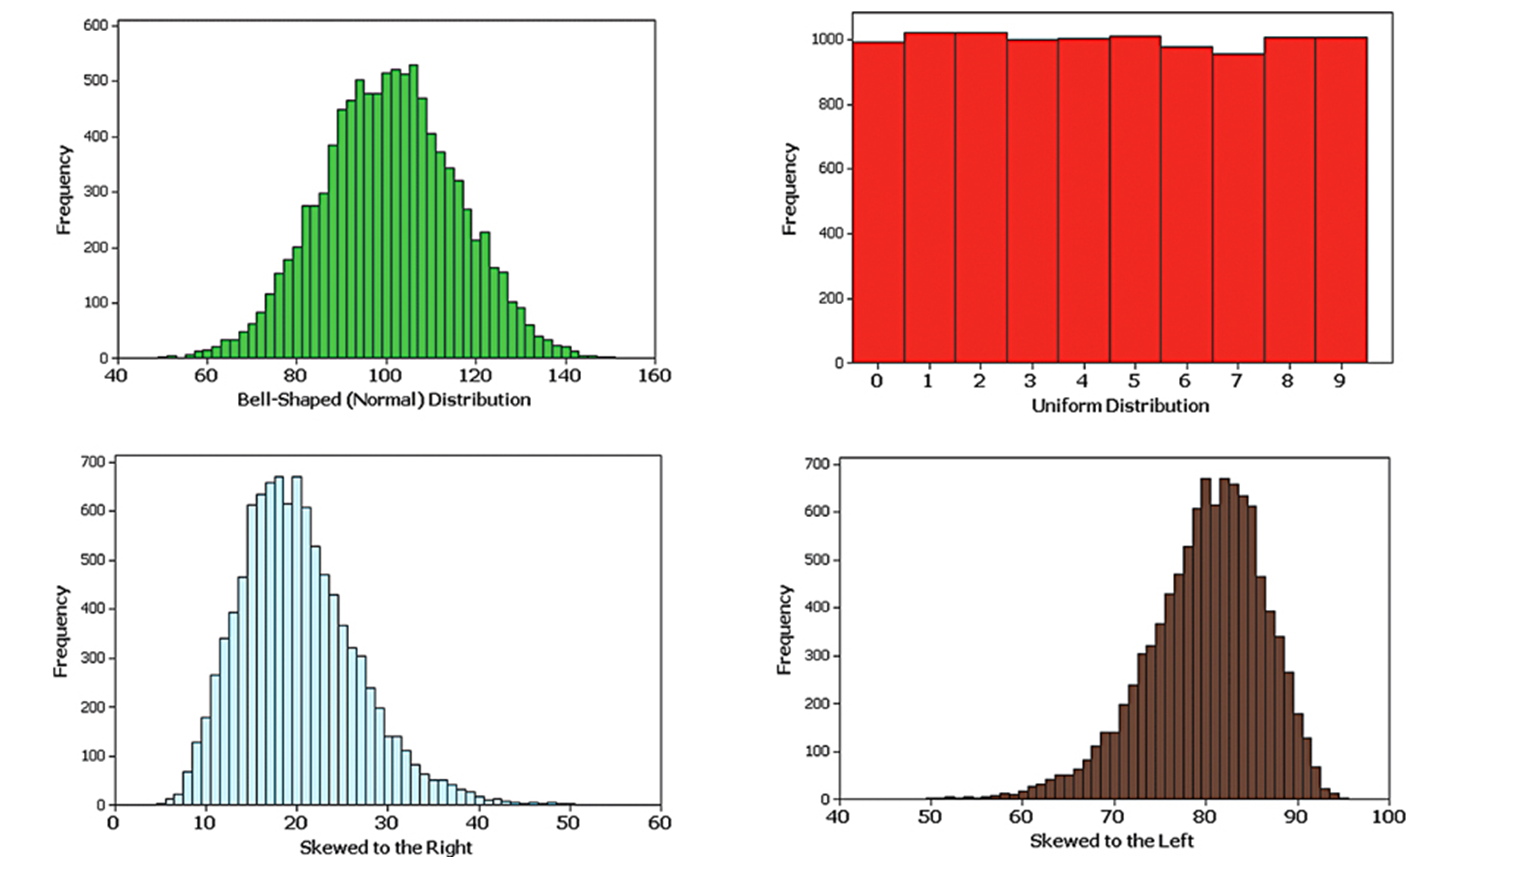 600
500
400
300
200
100
0
Frequency
40 60 80 100 120 140 160
Bell-Shaped (Normal) Distribution
1000
800
600
400
200
0
Frequency
0 1 2 3 4 5 6 7 8 9
Uniform Distribution
700
600
500
400
300
200
100
0
Frequency
0 10 20 30 40 50 60
Skewed to the Right
700
600
500
400
300
200
100
0
Frequency
40 50 60 70 80 90 100
Skewed to the Left